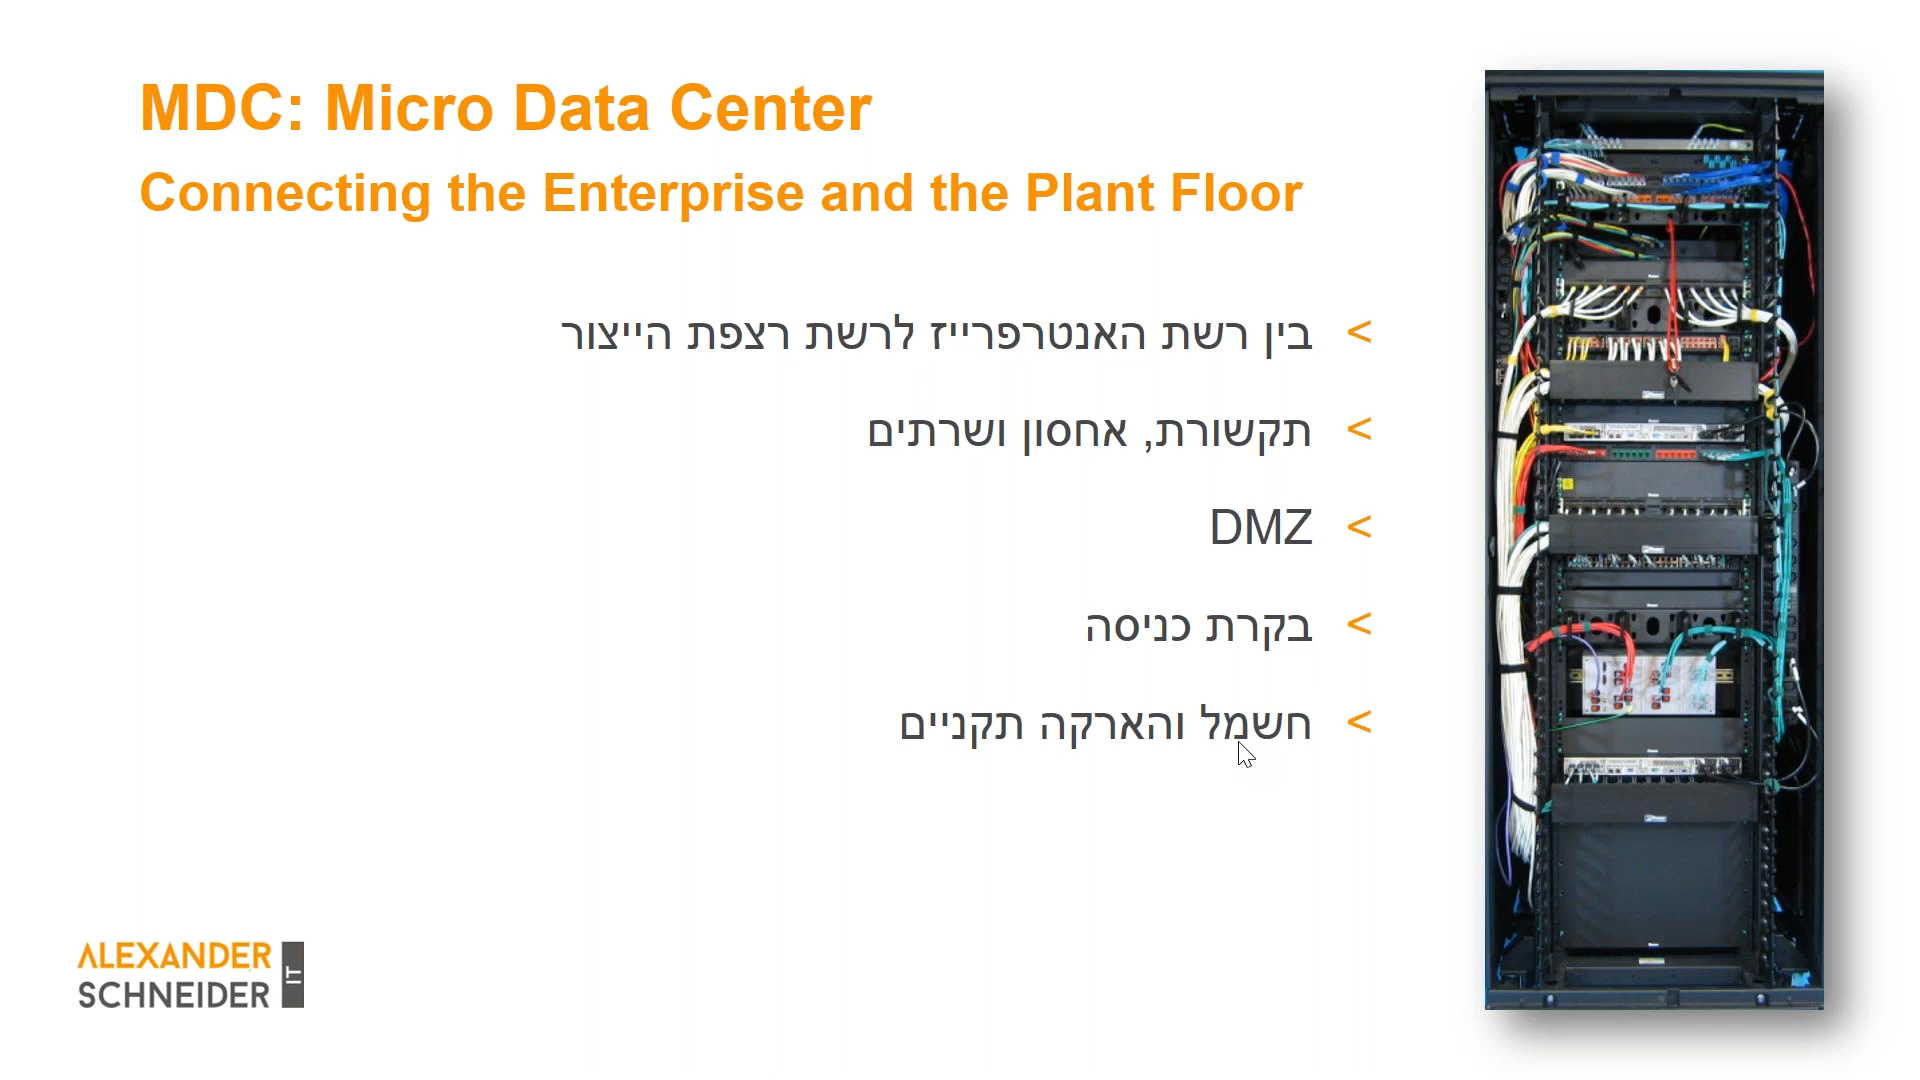 MDC: Micro Data Center
Connecting the Enterprise and the Plant Floor
< בין רשת האנטרפרייז לרשת רצפת הייצור
< תקשורת, אחסון ושרתים
< DMZ
< בקרת כניסה
< חשמל והארקה תקניים
ALEXANDER
SCHNEIDER
IT